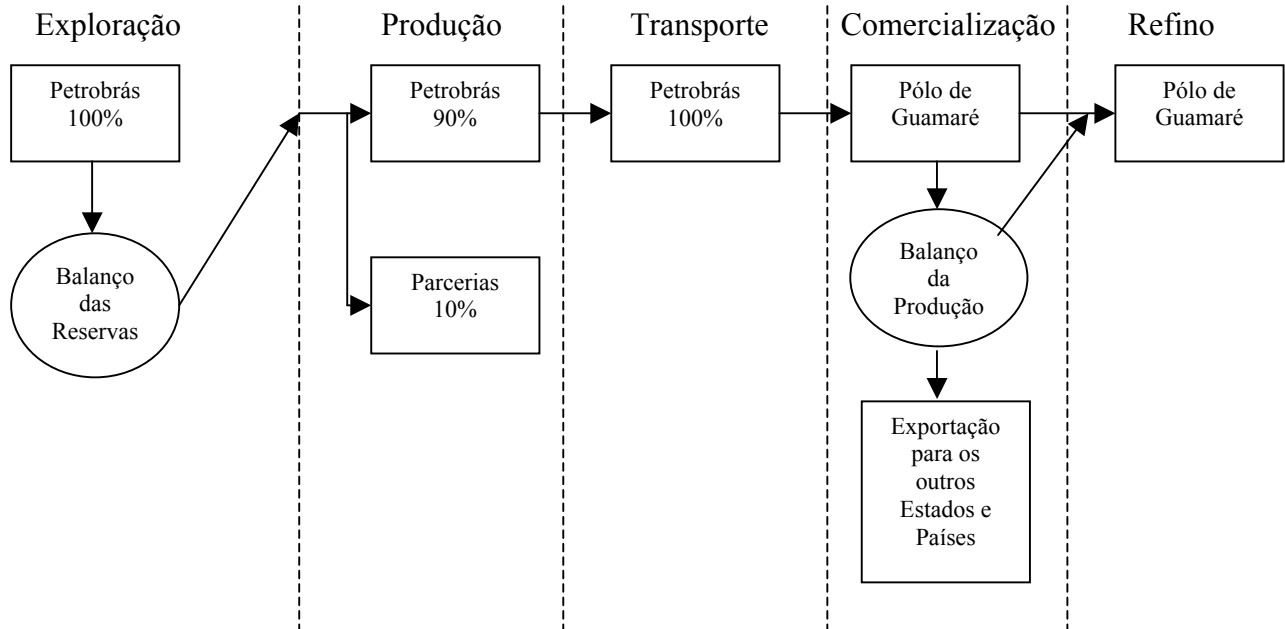 Exploração
Produção
Transporte
Comercialização
Refino
Petrobrás
100%
Petrobrás
90%
Petrobrás
100%
Pólo de
Guamaré
Pólo de
Guamaré
Balanço
das
Reservas
Parcerias
10%
Balanço
da
Produção
Exportação
para os
outros
Estados e
Países